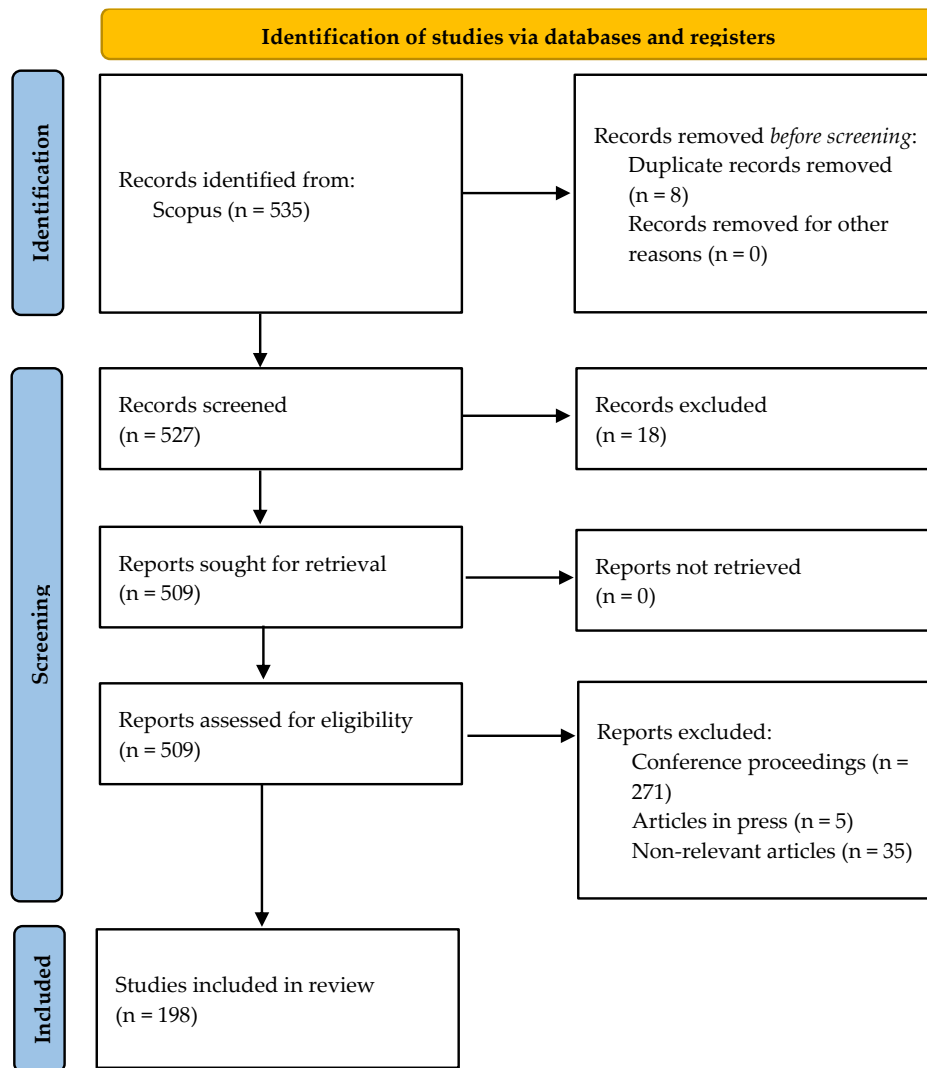 Identification of studies via databases and registers
Identification
Records identified from:
Scopus (n = 535)
Records removed before screening:
Duplicate records removed
(n = 8)
Records removed for other
reasons (n = 0)
Screening
Records screened
(n = 527)
Records excluded
(n = 18)
Reports sought for retrieval
(n = 509)
Reports not retrieved
(n = 0)
Reports assessed for eligibility
(n = 509)
Reports excluded:
Conference proceedings (n =
271)
Articles in press (n = 5)
Non-relevant articles (n = 35)
Included
Studies included in review
(n = 198)